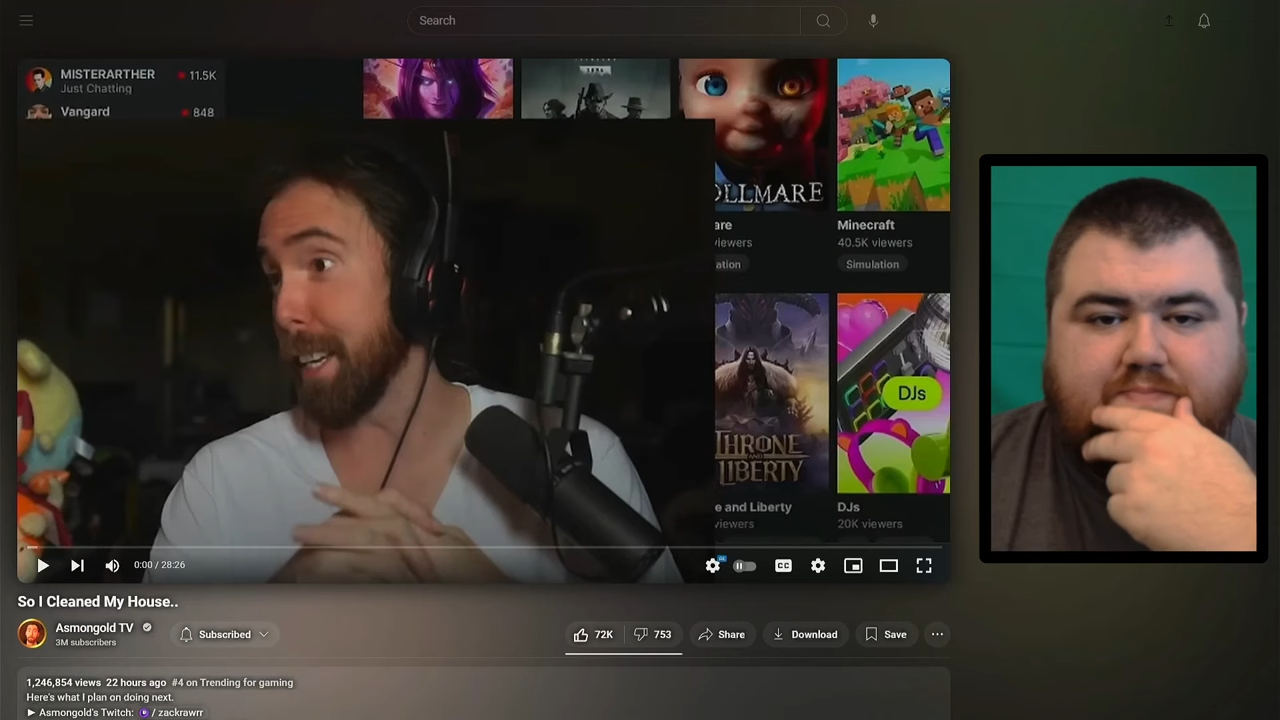 Search
MISTERARTHER
11.5K
Just Chatting
Vangard
848
OLLMARE
are
viewers
ation
Minecraft
40.5K viewers
Simulation
THRONE
AND
LIBERTY
DJs
e and Liberty
viewers
DJs
20K viewers
0:00 / 28:26
CC
So I Cleaned My House..
Asmongold TV
3M subscribers
Subscribed
72K
753
Share
Download
Save
1,246,854 views 22 hours ago #4 on Trending for gaming
Here's what I plan on doing next.
► Asmongold's Twitch: / zackrawrr